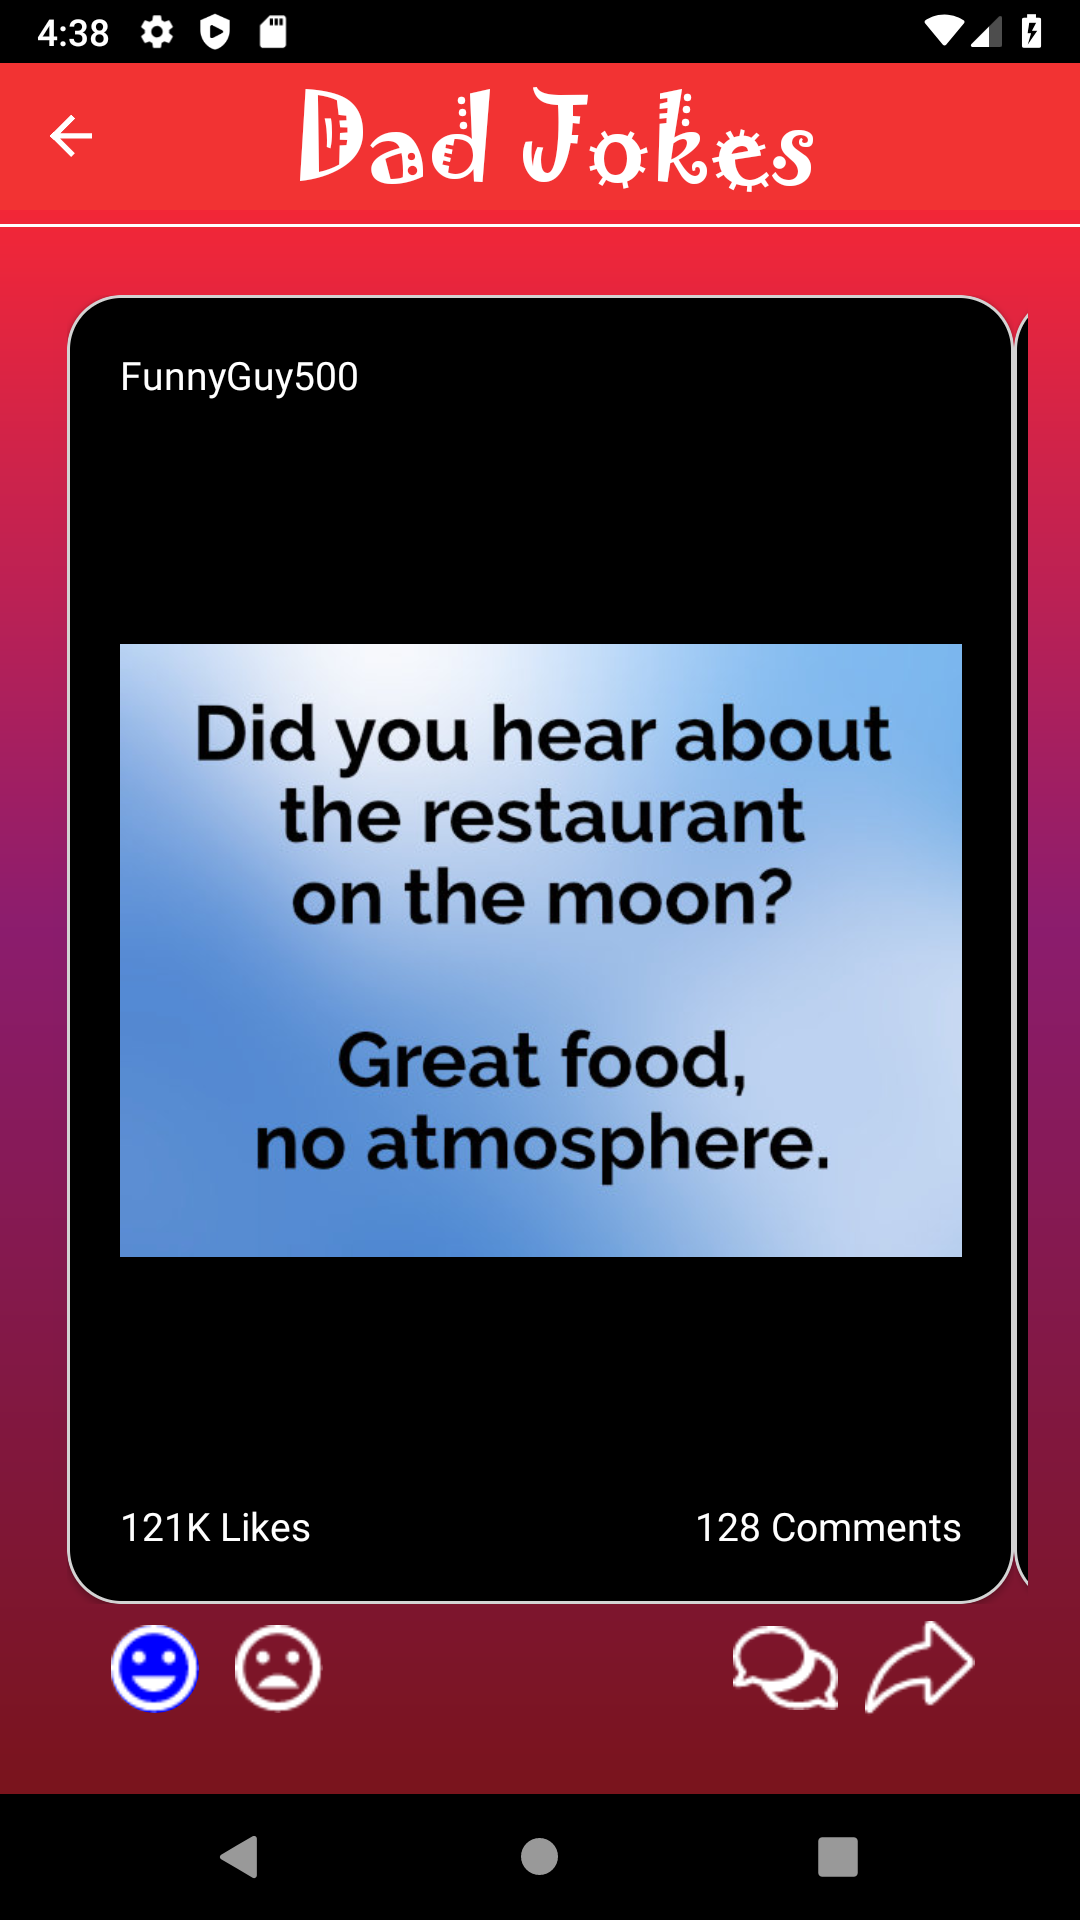 4:38
Dad Jokes
FunnyGuy500
Did you hear about
the restaurant
on the moon?
Great food,
no atmosphere.
121K Likes
128 Comments